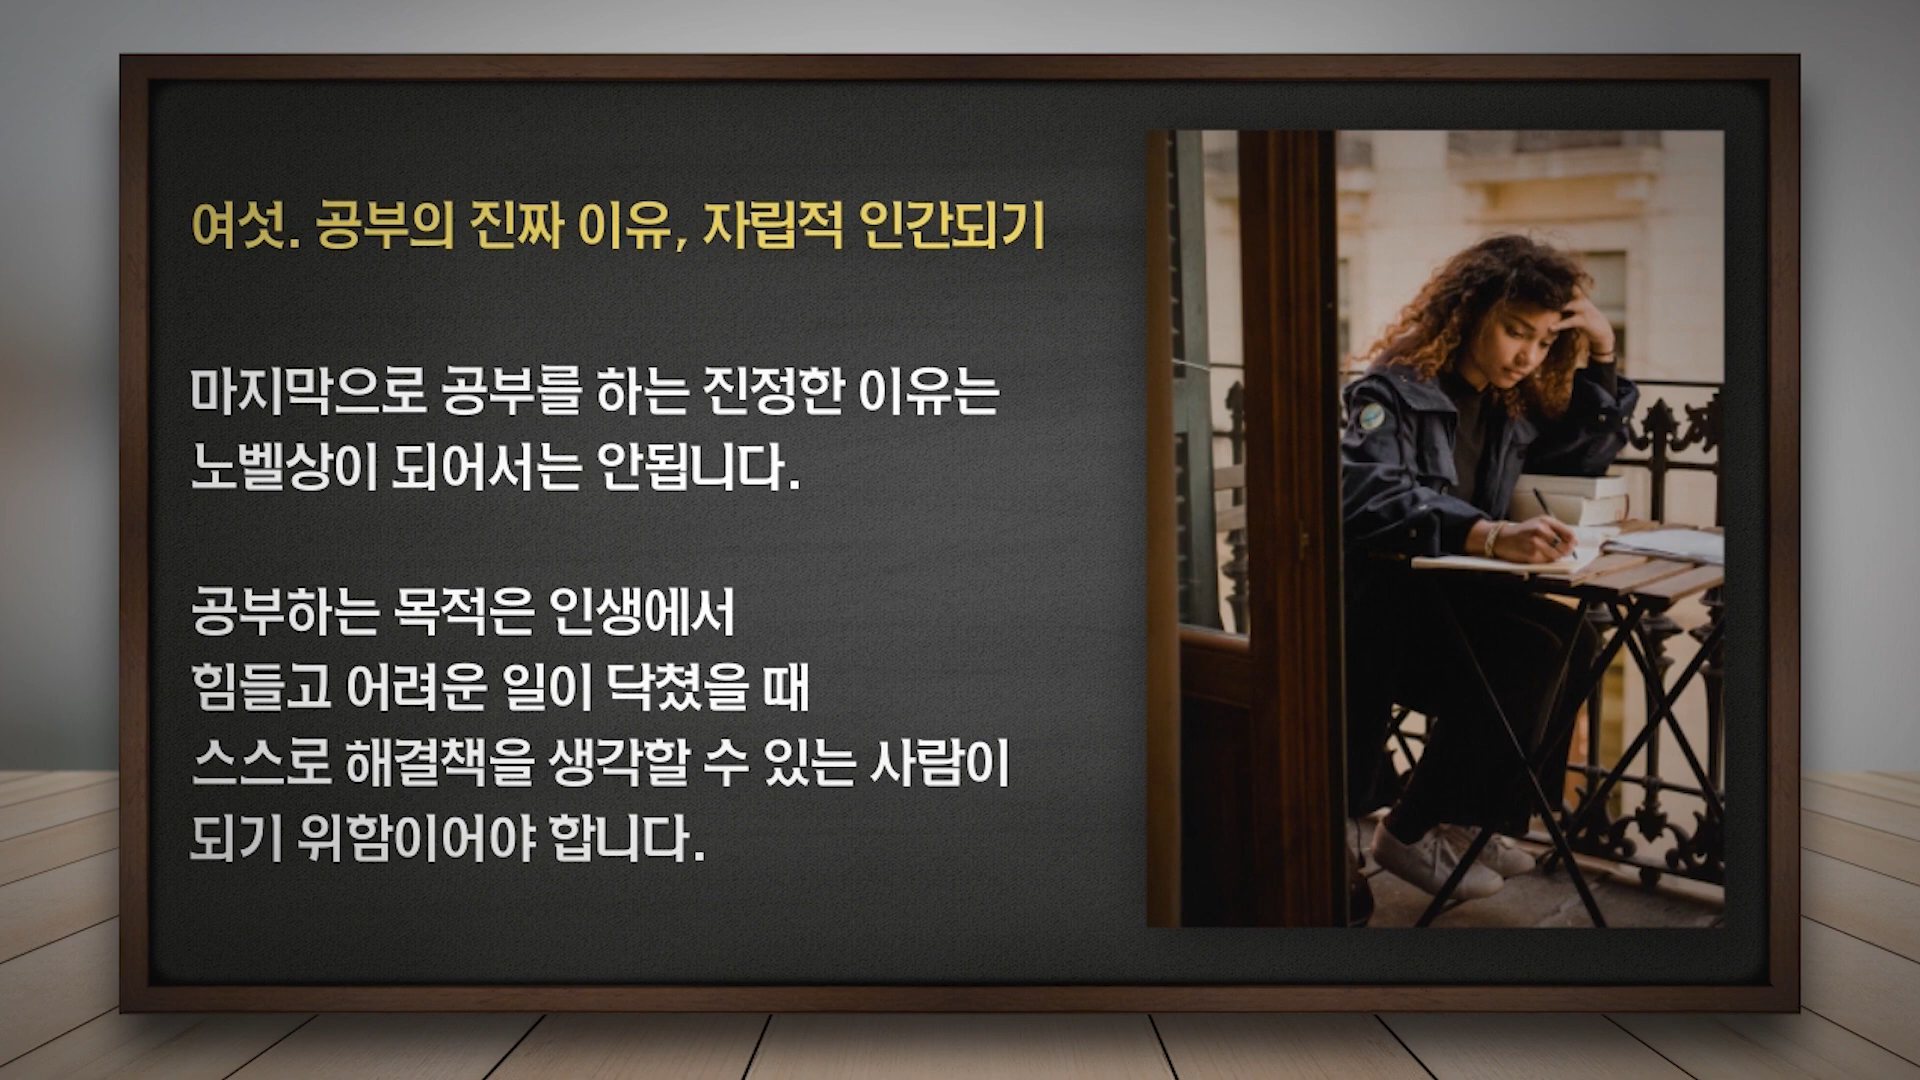 여섯. 공부의 진짜 이유, 자립적 인간되기
마지막으로 공부를 하는 진정한 이유는
노벨상이 되어서는 안됩니다.
공부하는 목적은 인생에서
힘들고 어려운 일이 닥쳤을 때
스스로 해결책을 생각할 수 있는 사람이
되기 위함이어야 합니다.